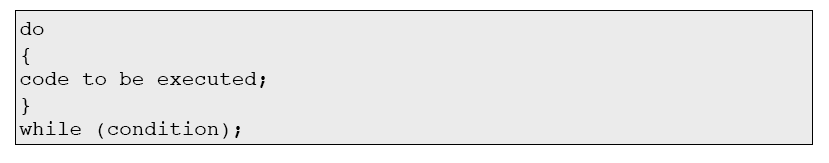 do
{
code to be executed;
}
while (condition);